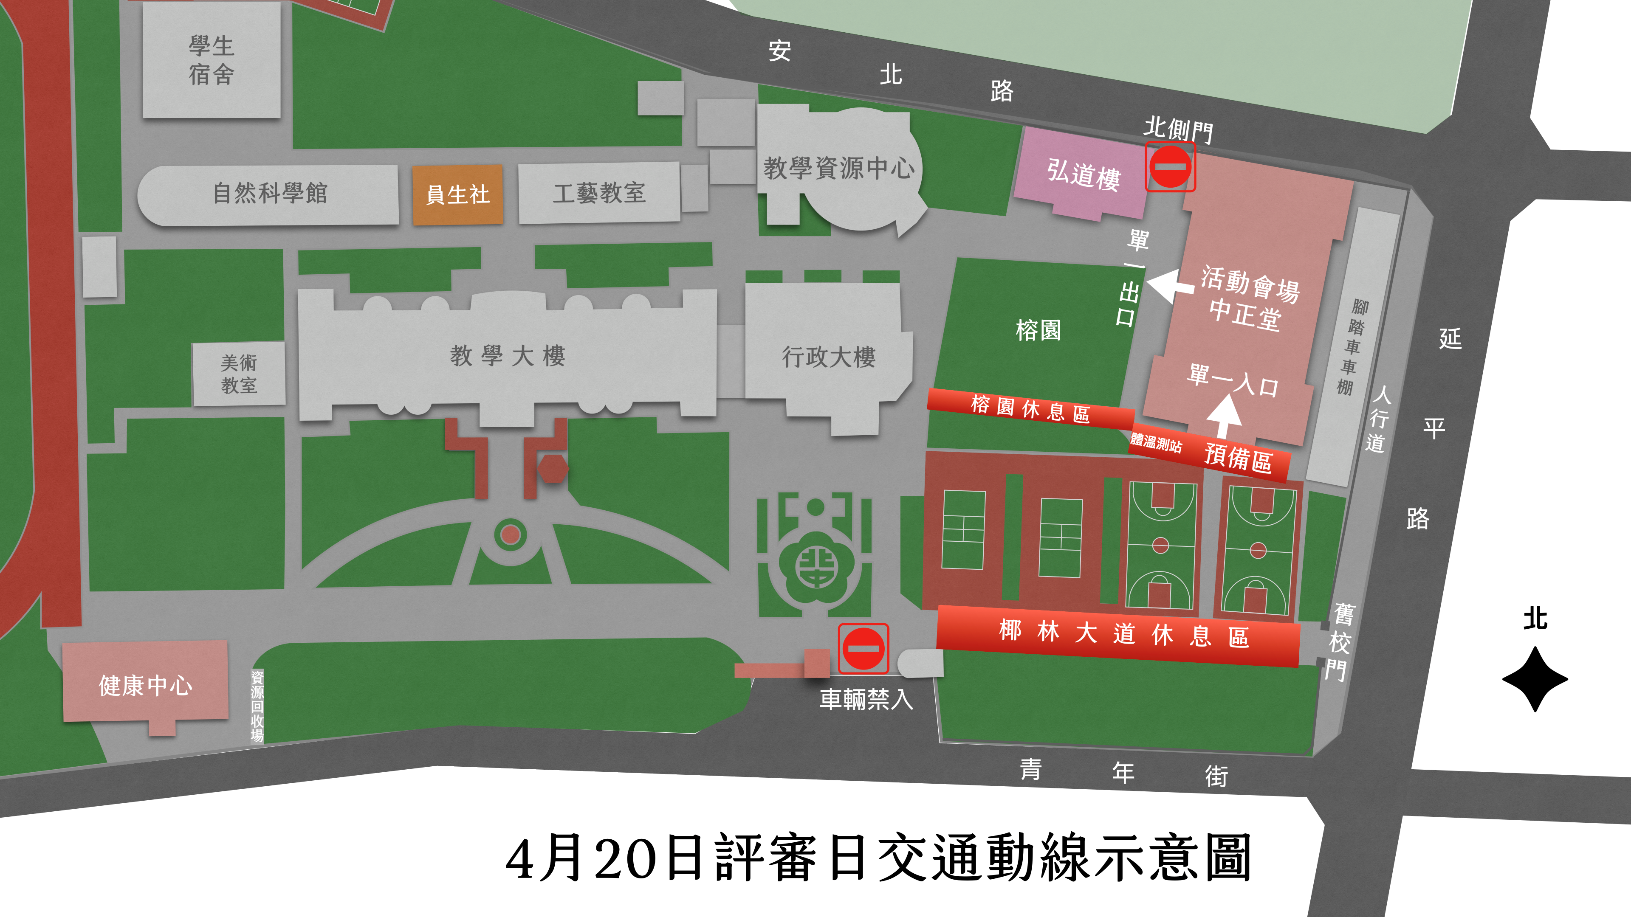 安北路
北側門
學生
宿舍
教學資源中心
弘道樓
自然科學館
員生社
工藝教室
單一出口
活動會場
中正堂
腳踏車車棚
榕園
延平路
教學大樓
行政大樓
美術
教室
單一入口
人行道
榕園休息區
體溫測站
預備區
椰林大道休息區
舊校門
北
健康中心
資源回收場
車輛禁入
青年街
4月20日評審日交通動線示意圖